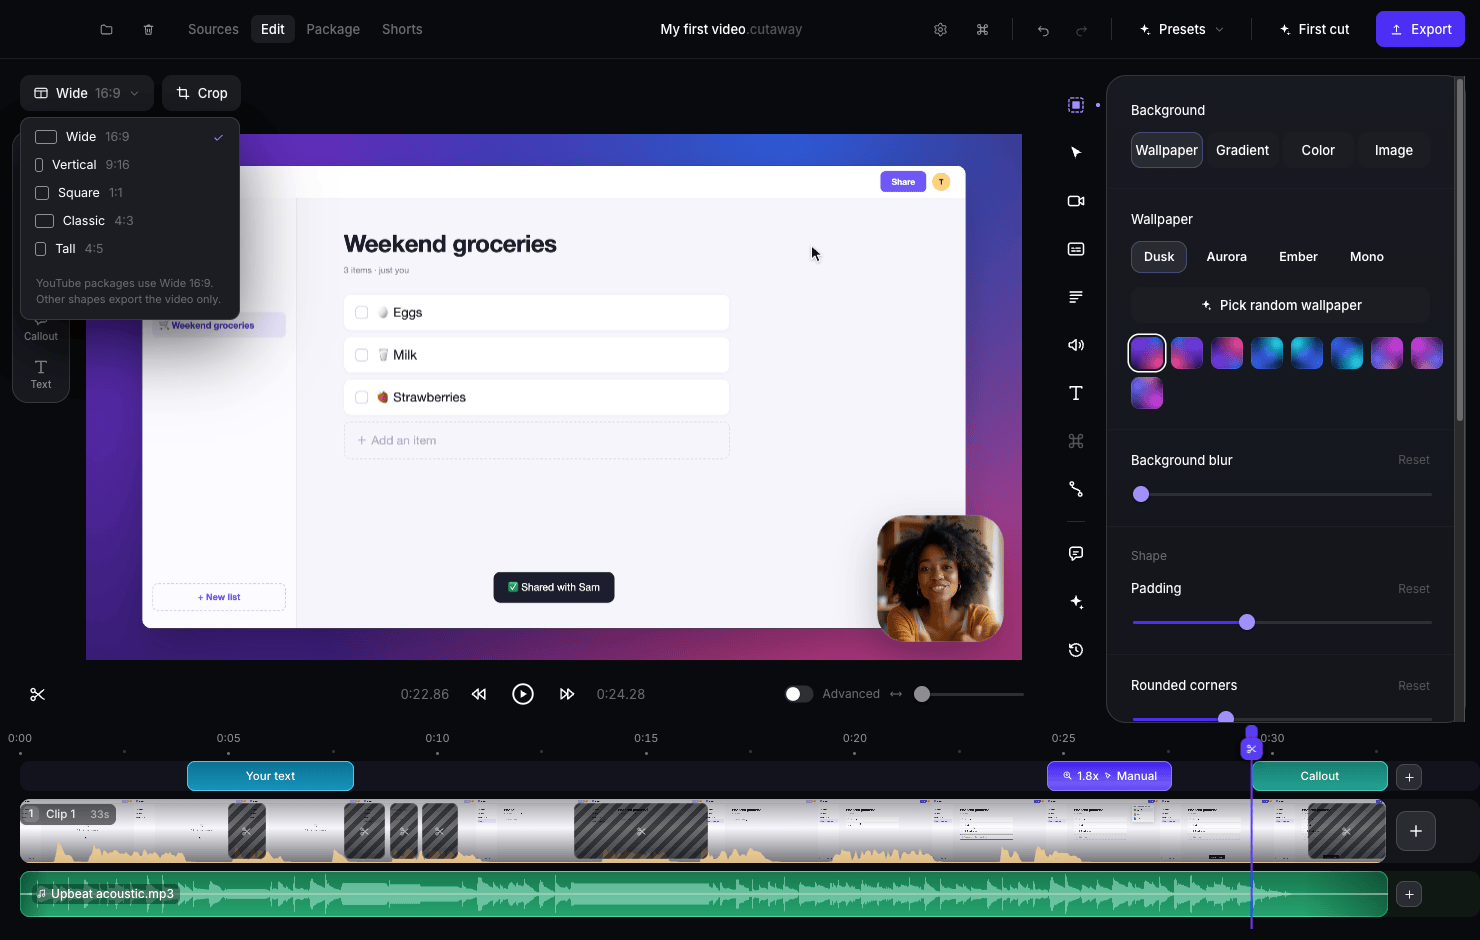 Sources Edit Package Shorts
My first video.cutaway
Presets First cut Export
Wide 16:9 Crop
Wide 16:9
Vertical 9:16
Square 1:1
Classic 4:3
Tall 4:5
YouTube packages use Wide 16:9.
Other shapes export the video only.
Callout
Text
Share T
Weekend groceries
3 items · just you
Eggs
Milk
Strawberries
+ Add an item
Weekend groceries
+ New list
Shared with Sam
Background
Wallpaper Gradient Color Image
Wallpaper
Dusk Aurora Ember Mono
Pick random wallpaper
Background blur Reset
Shape
Padding Reset
Rounded corners Reset
0:22.86 0:24.28 Advanced
0:00 0:05 0:10 0:15 0:20 0:25 0:30
Your text 1.8x Manual Callout
1 Clip 1 33s
Upbeat acoustic.mp3